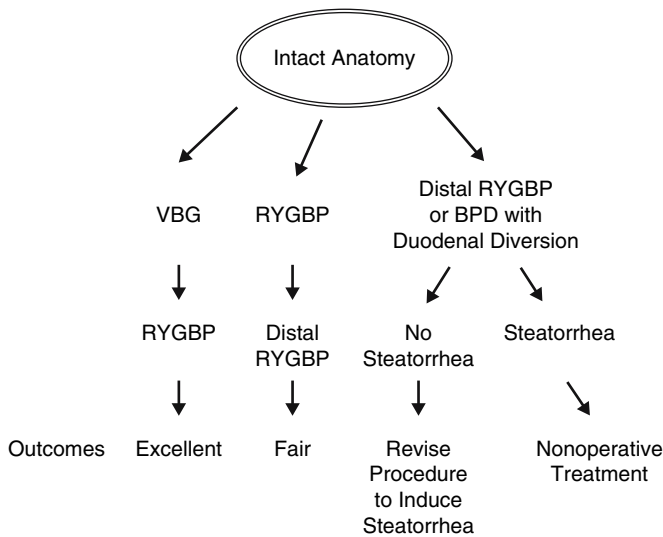 Intact Anatomy
VBG
RYGBP
Distal RYGBP
or BPD with
Duodenal Diversion
RYGBP
Distal
RYGBP
No
Steatorrhea
Steatorrhea
Outcomes
Excellent
Fair
Revise
Procedure
to Induce
Steatorrhea
Nonoperative
Treatment